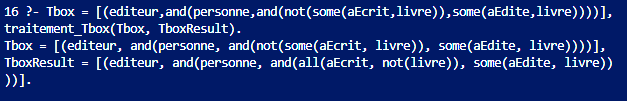 16 ?- Tbox = [(editeur,and(personne,and(not(some(aEcrit,livre)),some(aEdite,livre))))],
traitement_Tbox(Tbox, TboxResult).
Tbox = [(editeur, and(personne, and(not(some(aEcrit, livre)), some(aEdite, livre))))],
TboxResult = [(editeur, and(personne, and(all(aEcrit, not(livre)), some(aEdite, livre))
))].